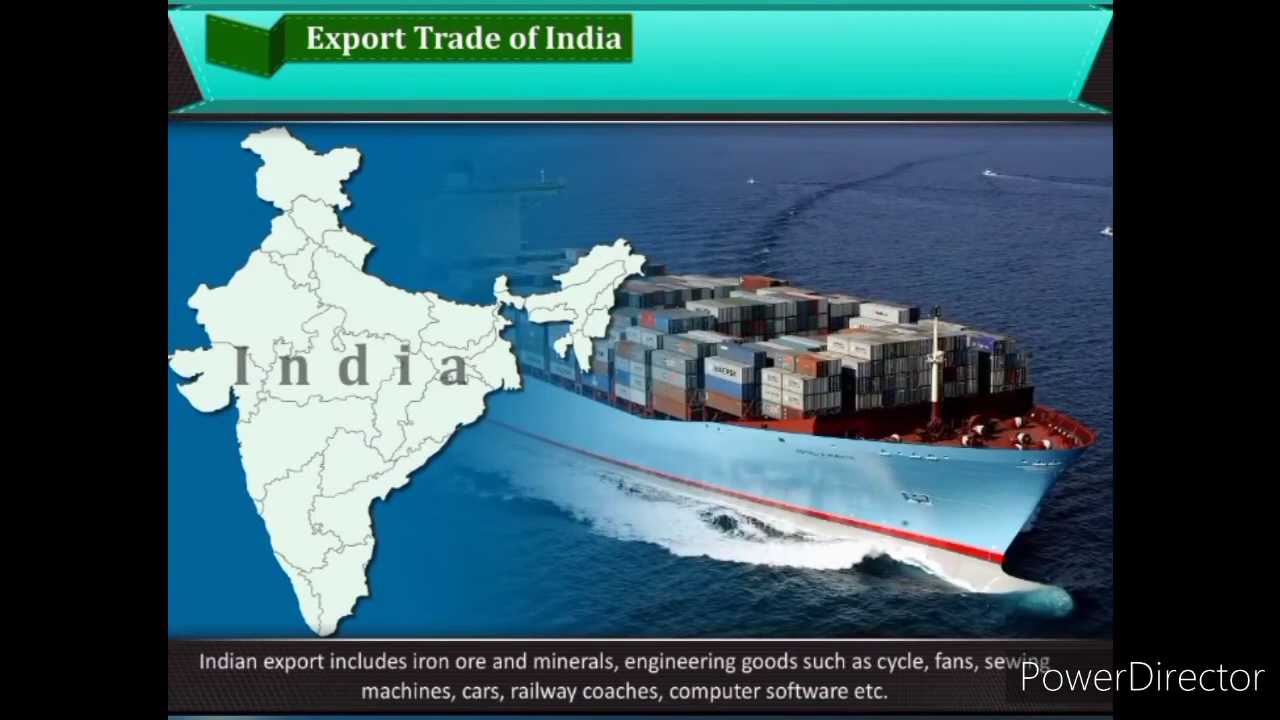 Export Trade of India
India
MAERSK
Indian export includes iron ore and minerals, engineering goods such as cycle, fans, sewing
machines, cars, railway coaches, computer software etc.
PowerDirector